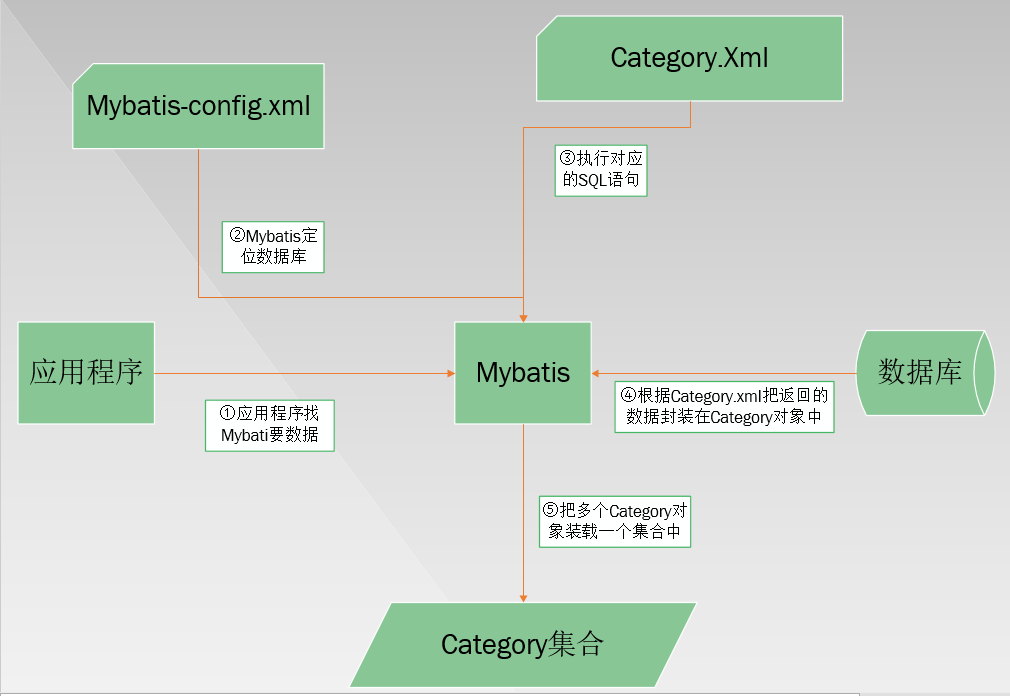 Category.Xml
Mybatis-config.xml
③执行对应
的SQL语句
②Mybatis定
位数据库
应用程序
Mybatis
数据库
①应用程序找
Mybati要数据
④根据Category.xml把返回的
数据封装在Category对象中
⑤把多个Category对
象装载一个集合中
Category集合